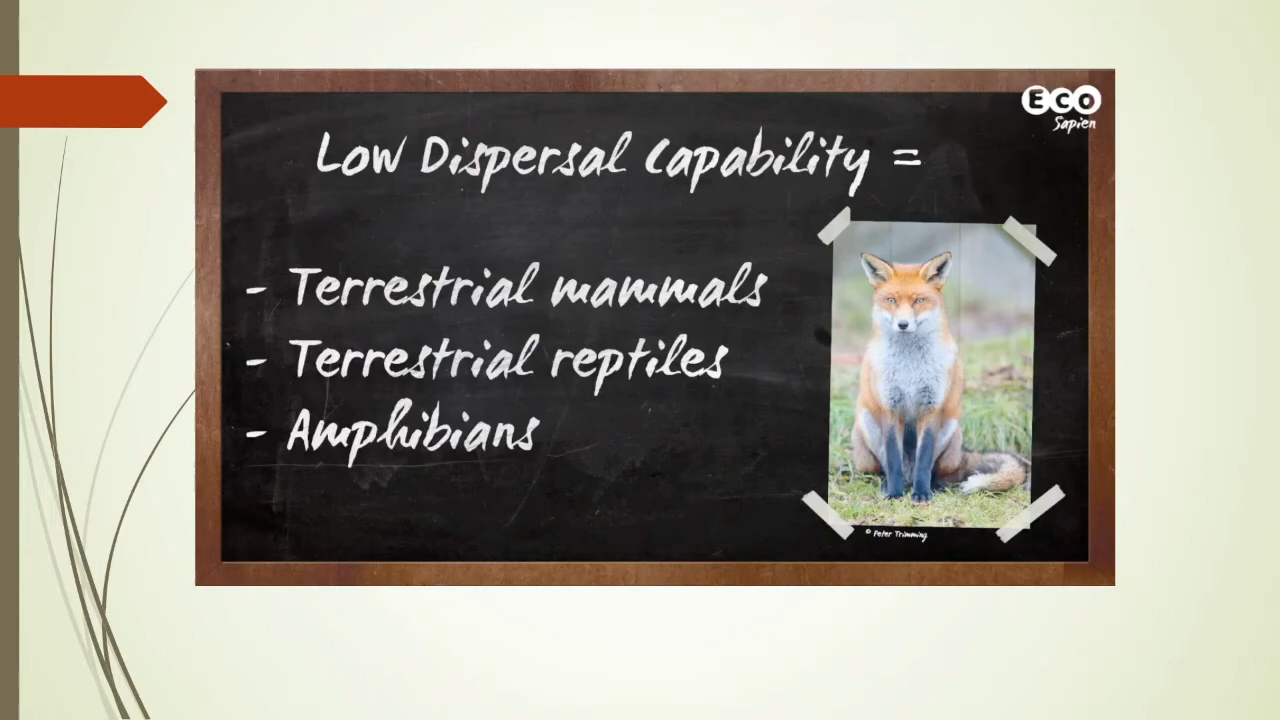 ECO
Sapien
Low Dispersal Capability =
- Terrestrial mammals
- Terrestrial reptiles
- Amphibians
© Peter Trimming